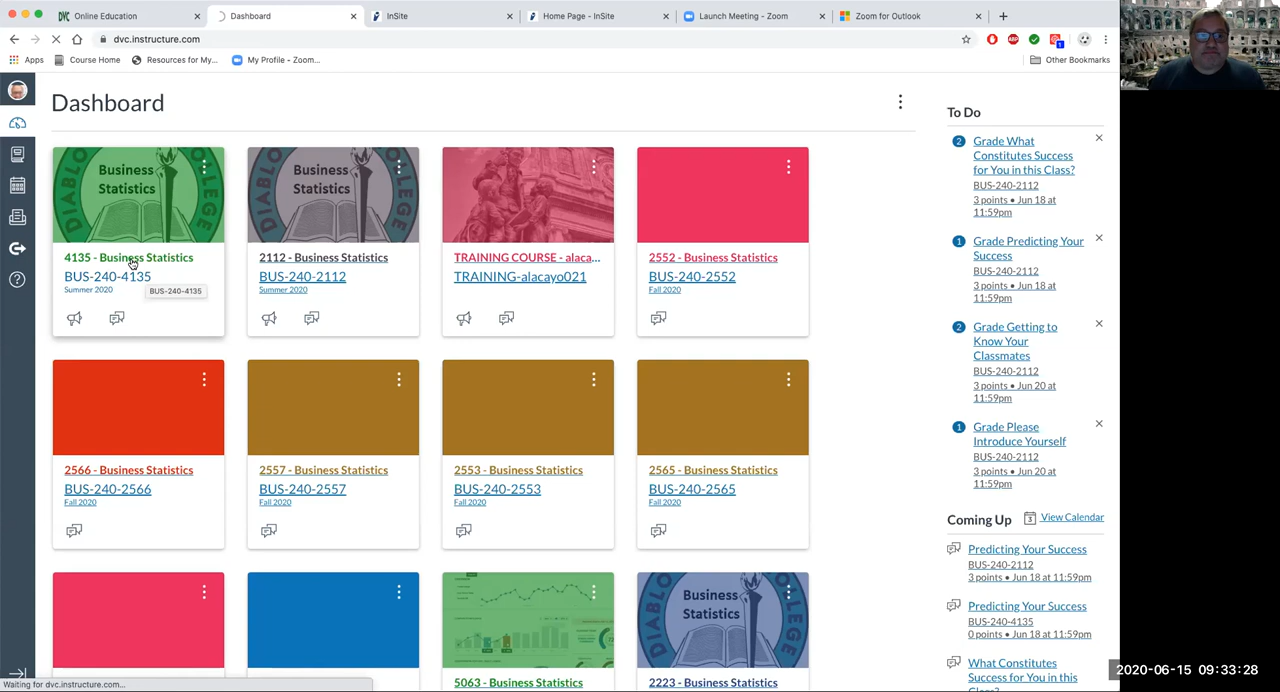 Online Education
Dashboard
InSite
Home Page - InSite
Launch Meeting - Zoom
Zoom for Outlook
dvc.instructure.com
Apps
Course Home
Resources for My...
My Profile - Zoom...
Other Bookmarks
Dashboard
Business
Statistics
4135 - Business Statistics
BUS-240-4135
Summer 2020
BUS-240-4135
Business
Statistics
2112 - Business Statistics
BUS-240-2112
Summer 2020
TRAINING COURSE - alaca...
TRAINING-alacayo021
2552 - Business Statistics
BUS-240-2552
Fall 2020
2566 - Business Statistics
BUS-240-2566
Fall 2020
2557 - Business Statistics
BUS-240-2557
Fall 2020
2553 - Business Statistics
BUS-240-2553
Fall 2020
2565 - Business Statistics
BUS-240-2565
Fall 2020
5063 - Business Statistics
Business
Statistics
2223 - Business Statistics
To Do
2 Grade What
Constitutes Success
for You in this Class?
BUS-240-2112
3 points • Jun 18 at
11:59pm
1 Grade Predicting Your
Success
BUS-240-2112
3 points • Jun 18 at
11:59pm
2 Grade Getting to
Know Your
Classmates
BUS-240-2112
3 points • Jun 20 at
11:59pm
1 Grade Please
Introduce Yourself
BUS-240-2112
3 points • Jun 20 at
11:59pm
Coming Up
View Calendar
Predicting Your Success
BUS-240-2112
3 points • Jun 18 at 11:59pm
Predicting Your Success
BUS-240-4135
0 points • Jun 18 at 11:59pm
What Constitutes
Success for You in this
Waiting for dvc.instructure.com...
2020-06-15 09:33:28